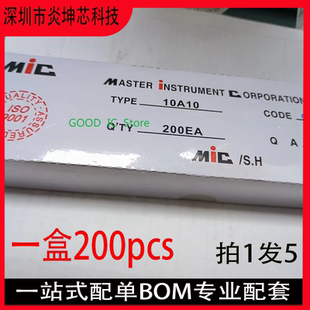 深圳市炎坤芯科技
MIC
MASTER INSTRUMENT CORPORATION
TYPE 10A10 CODE
QUALITY ASSURED
ISO
9001
GOOD IC Store
Q'TY 200EA Q A
MIC /S.H
一盒200pcs
拍1发5
一站式配单BOM专业配套